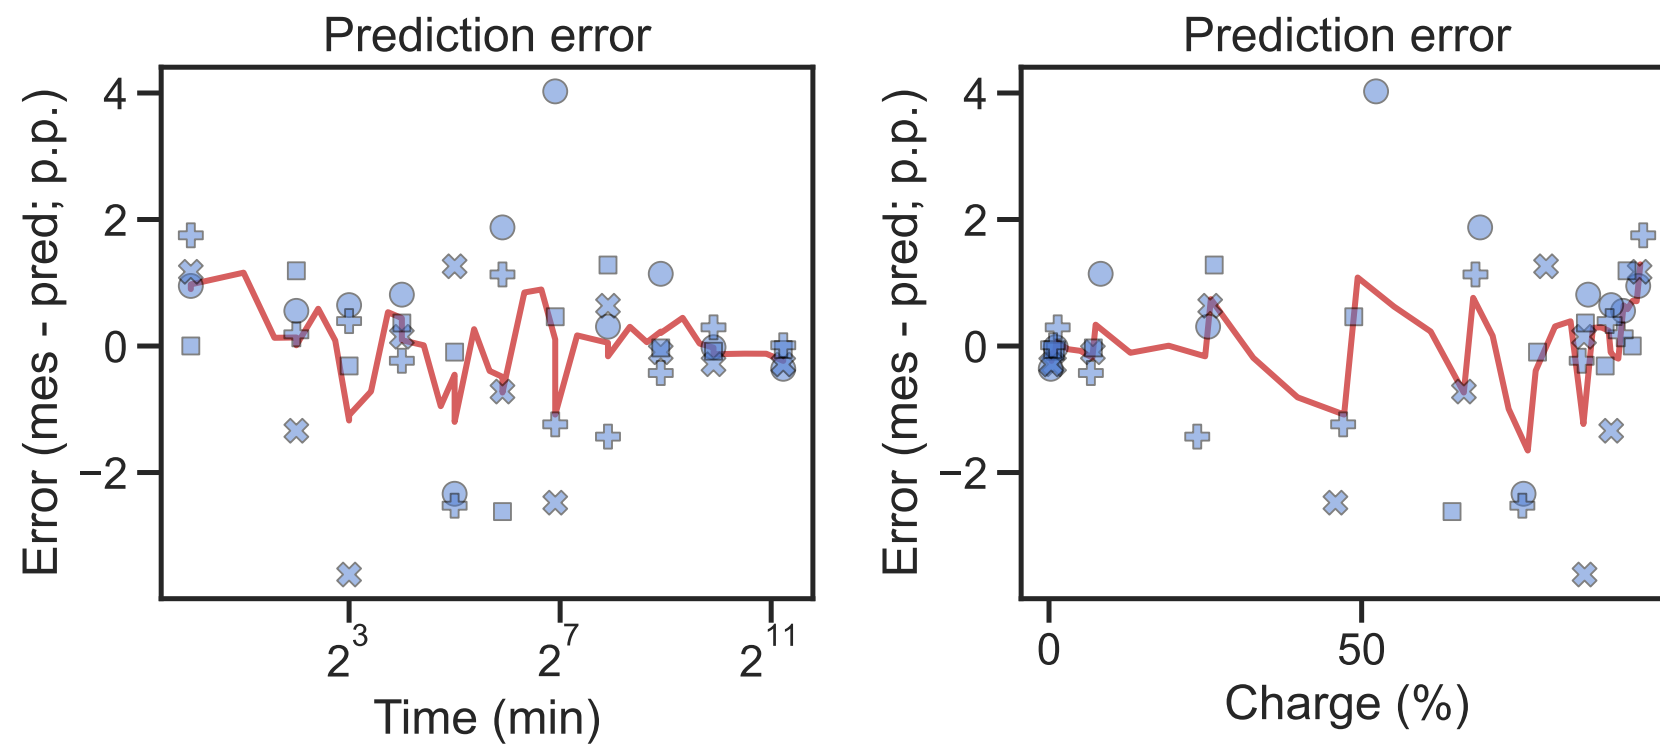 Prediction error
Error (mes - pred; p.p.)
4
2
0
−2
2^3
2^7
2^11
Time (min)
Prediction error
Error (mes - pred; p.p.)
4
2
0
−2
0
50
Charge (%)